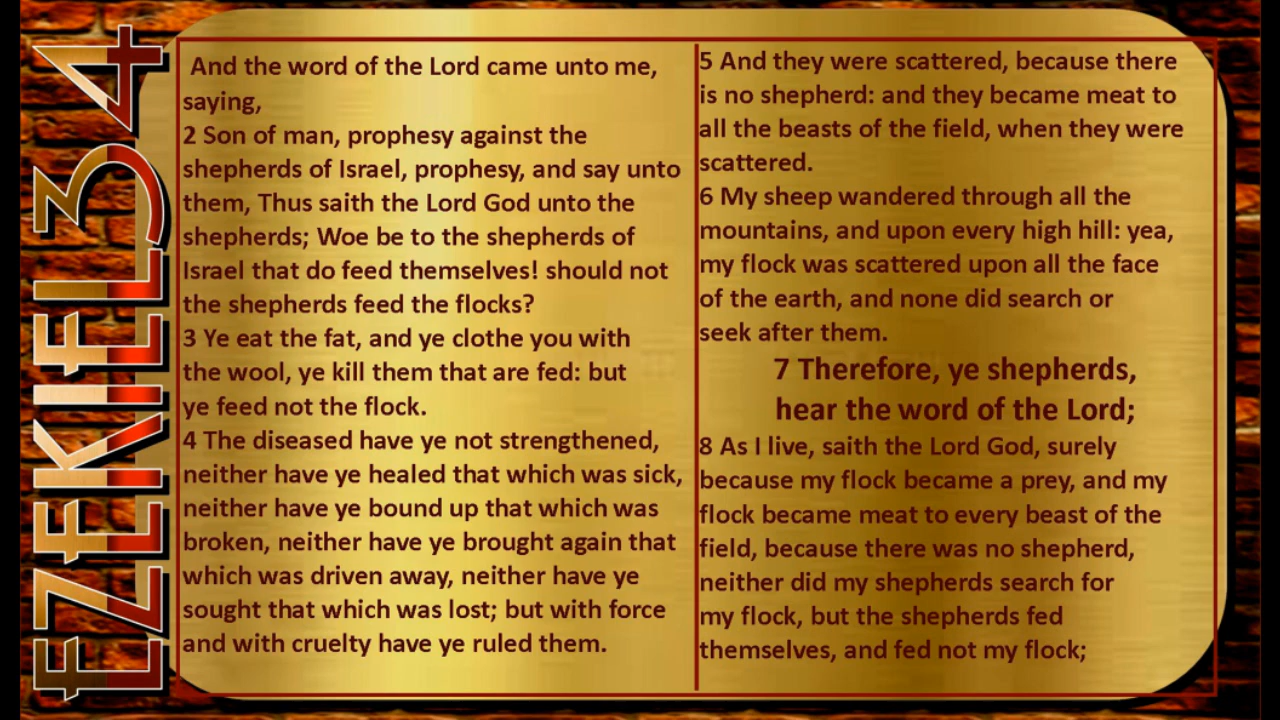 EZEKIEL 34
And the word of the Lord came unto me,
saying,
2 Son of man, prophesy against the
shepherds of Israel, prophesy, and say unto
them, Thus saith the Lord God unto the
shepherds; Woe be to the shepherds of
Israel that do feed themselves! should not
the shepherds feed the flocks?
3 Ye eat the fat, and ye clothe you with
the wool, ye kill them that are fed: but
ye feed not the flock.
4 The diseased have ye not strengthened,
neither have ye healed that which was sick,
neither have ye bound up that which was
broken, neither have ye brought again that
which was driven away, neither have ye
sought that which was lost; but with force
and with cruelty have ye ruled them.
5 And they were scattered, because there
is no shepherd: and they became meat to
all the beasts of the field, when they were
scattered.
6 My sheep wandered through all the
mountains, and upon every high hill: yea,
my flock was scattered upon all the face
of the earth, and none did search or
seek after them.
7 Therefore, ye shepherds,
hear the word of the Lord;
8 As I live, saith the Lord God, surely
because my flock became a prey, and my
flock became meat to every beast of the
field, because there was no shepherd,
neither did my shepherds search for
my flock, but the shepherds fed
themselves, and fed not my flock;